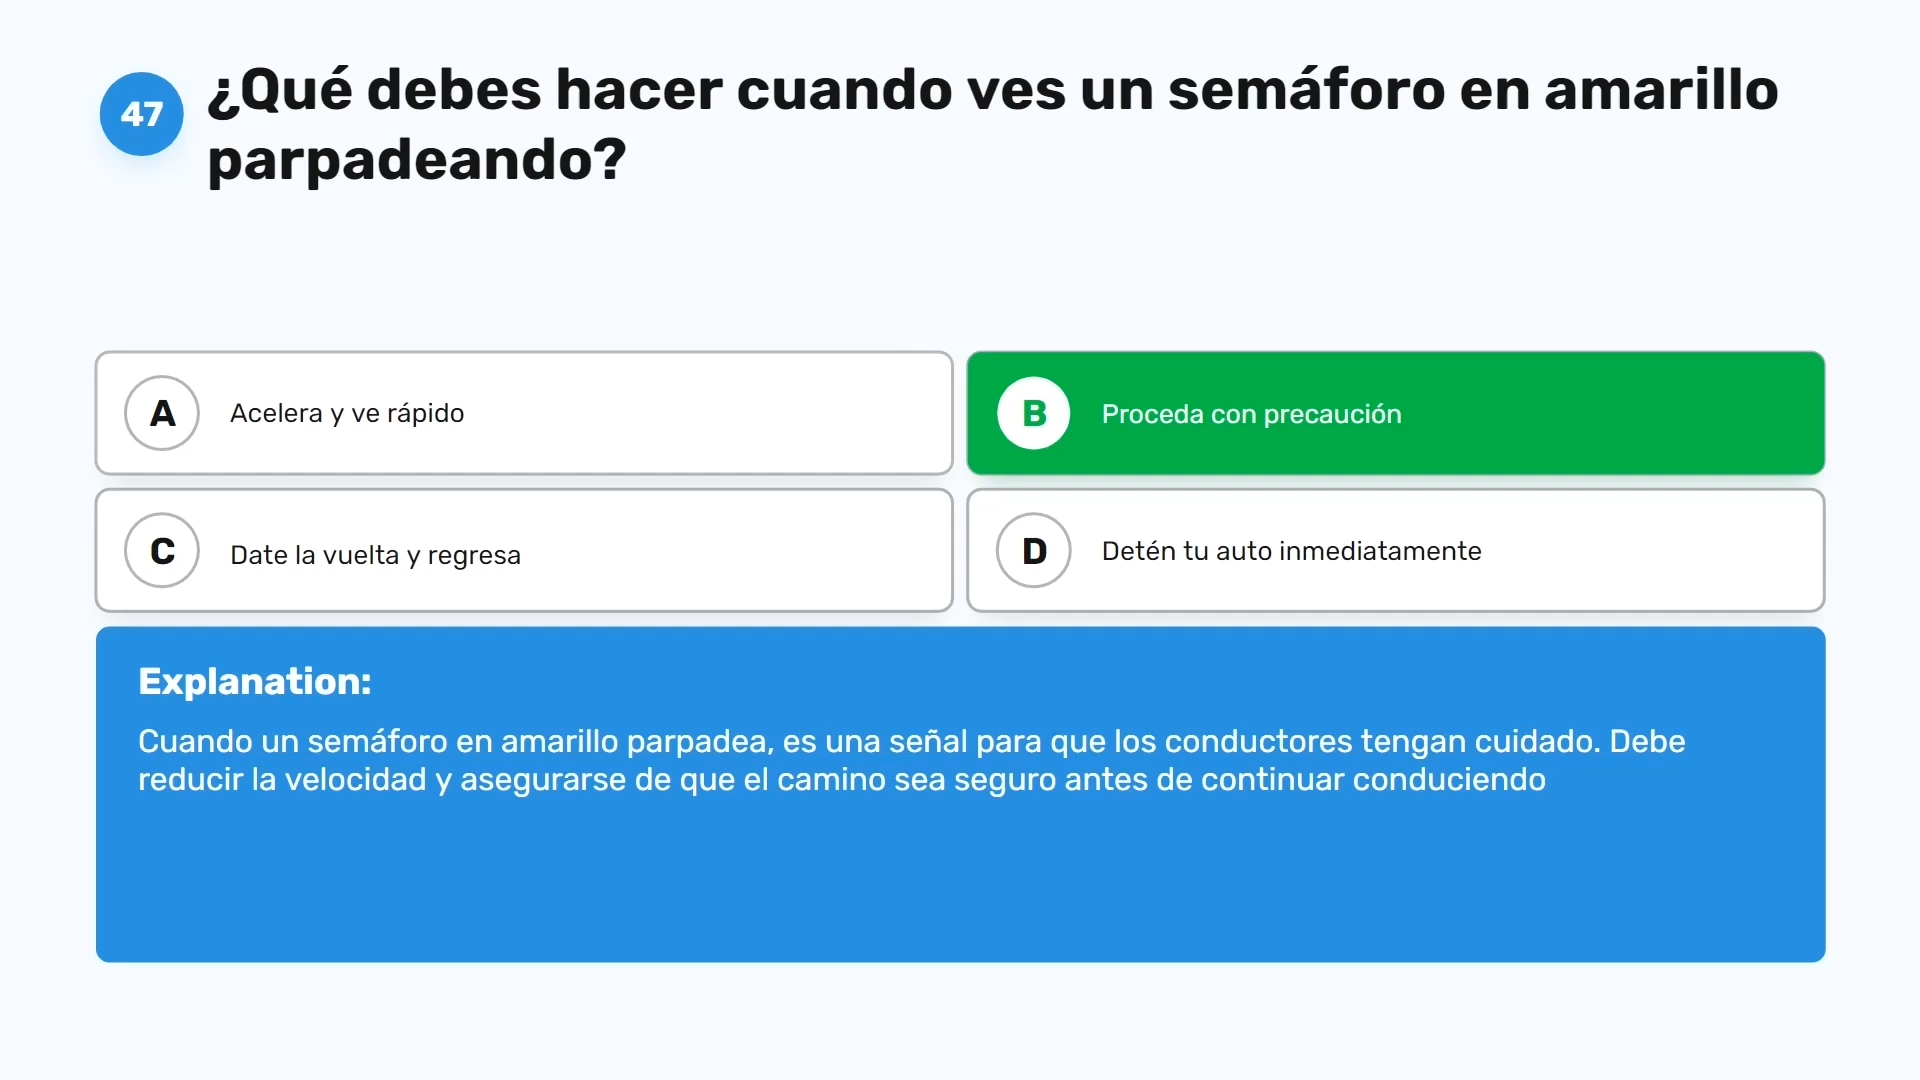 47
¿Qué debes hacer cuando ves un semáforo en amarillo
parpadeando?
A Acelera y ve rápido
B Proceda con precaución
C Date la vuelta y regresa
D Detén tu auto inmediatamente
Explanation:
Cuando un semáforo en amarillo parpadea, es una señal para que los conductores tengan cuidado. Debe
reducir la velocidad y asegurarse de que el camino sea seguro antes de continuar conduciendo